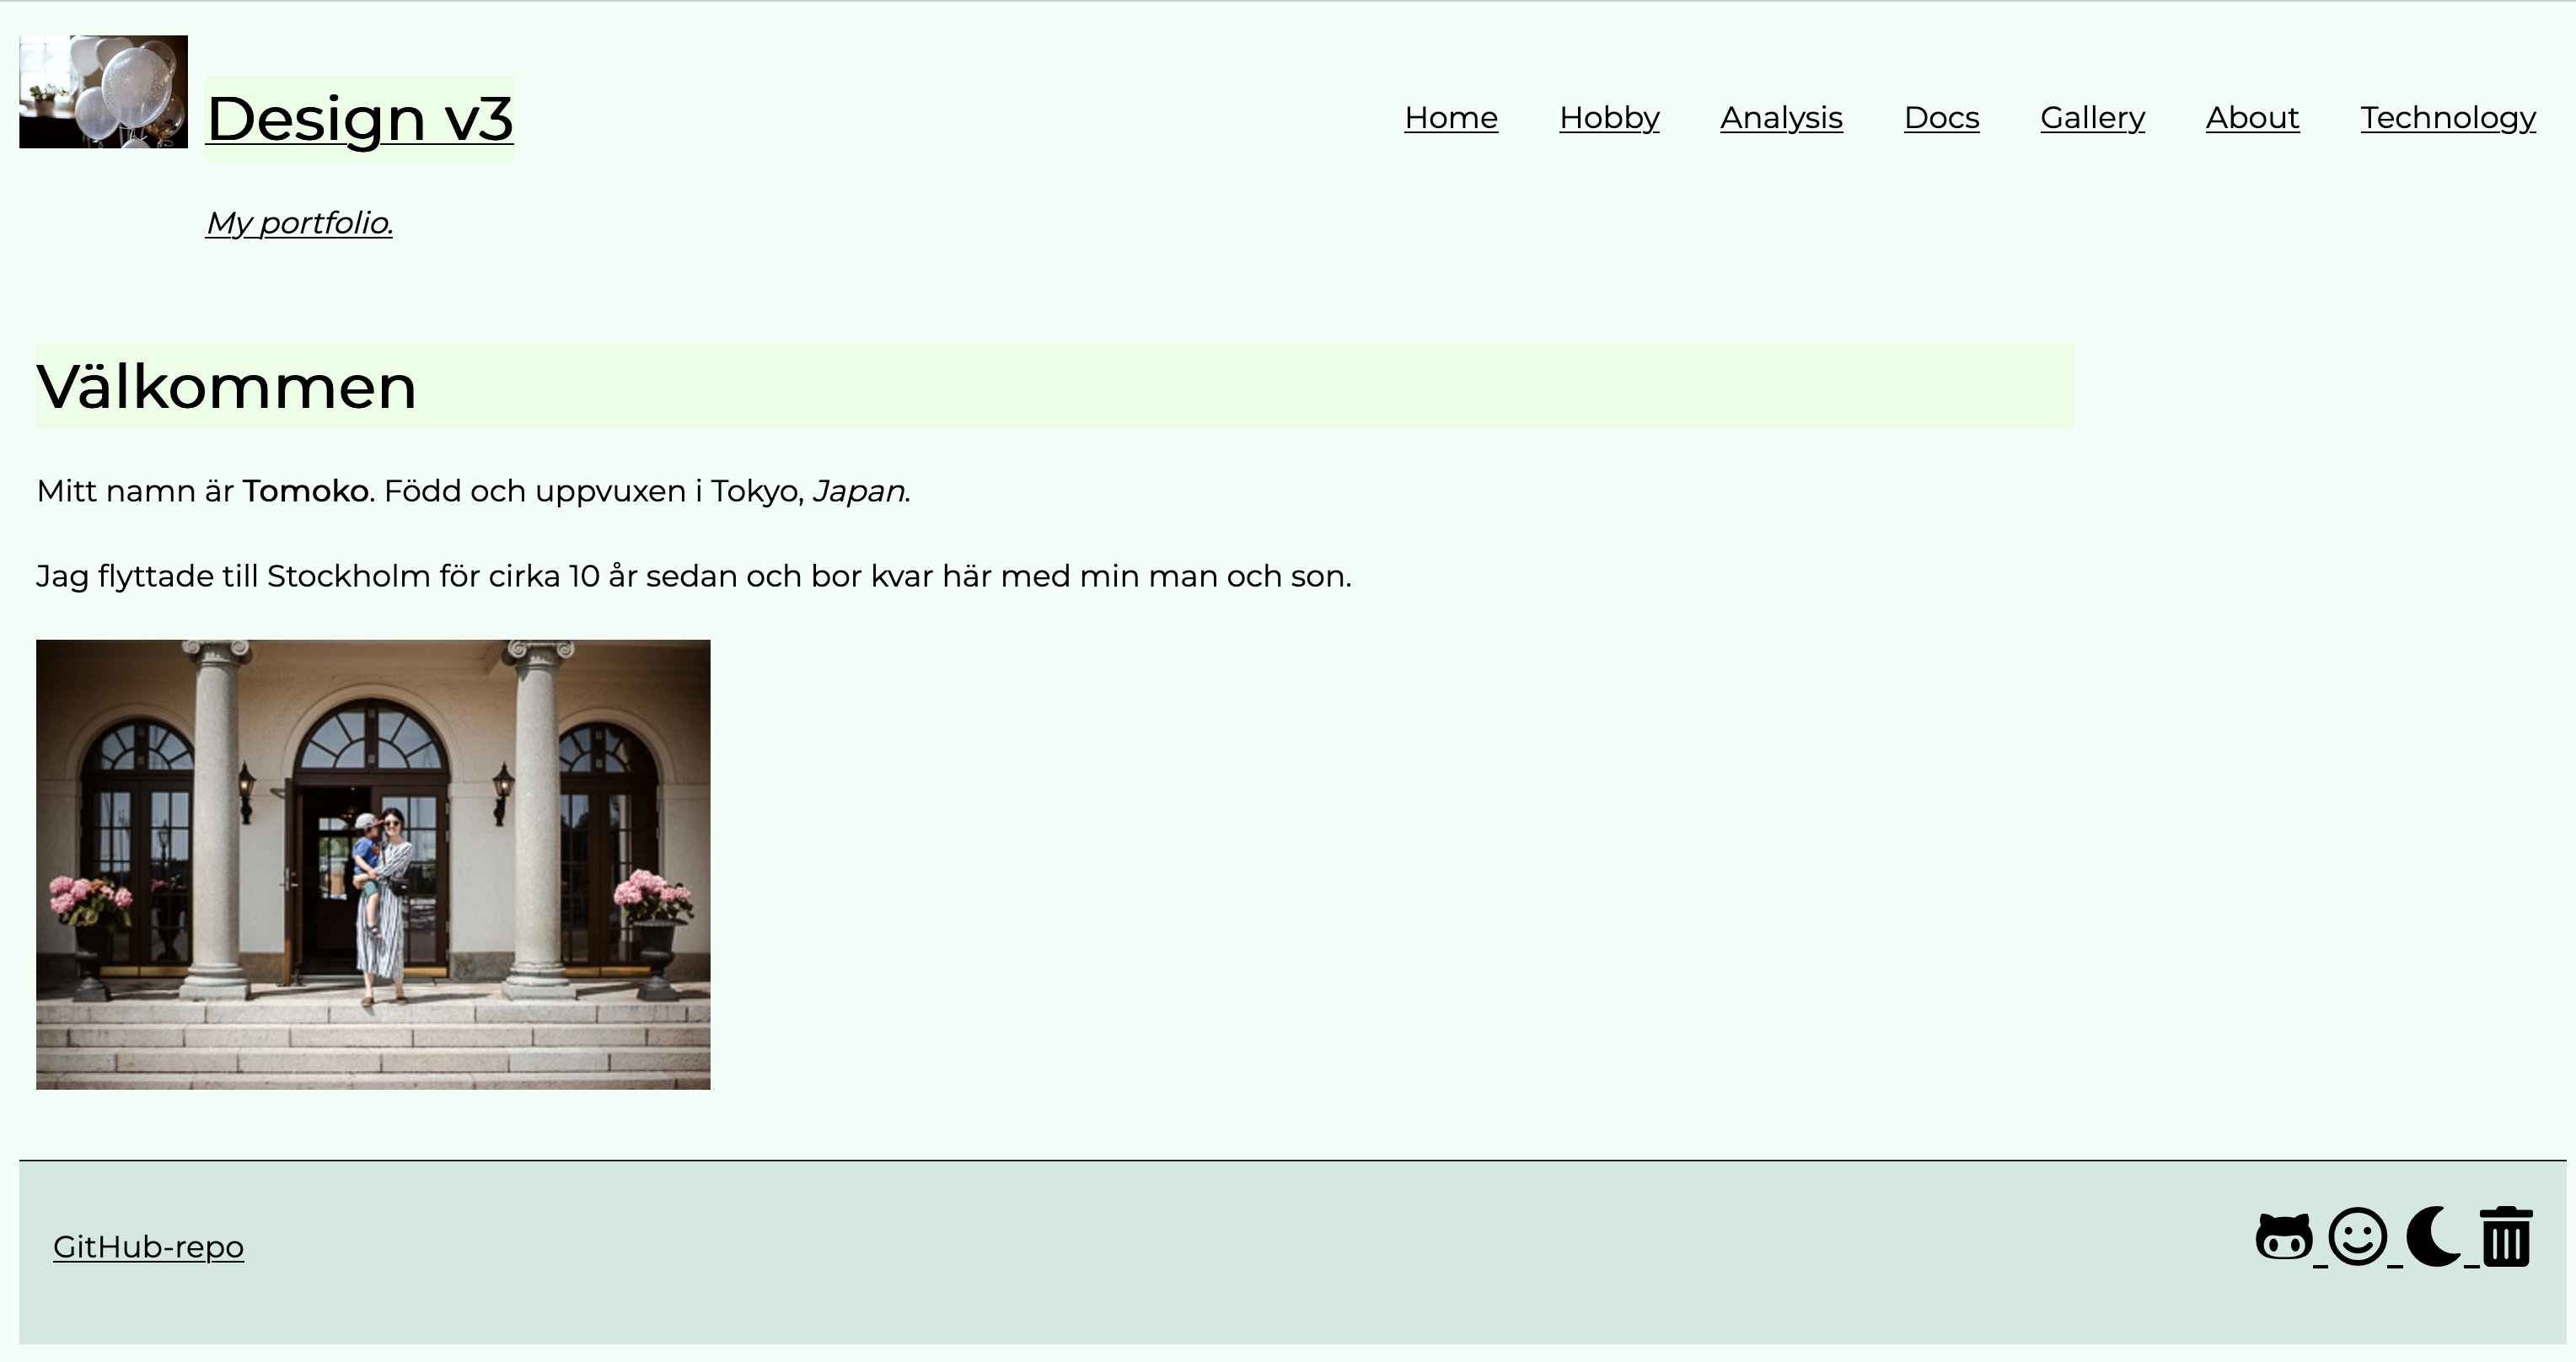 Design v3
Home Hobby Analysis Docs Gallery About Technology
My portfolio.
Välkommen
Mitt namn är Tomoko. Född och uppvuxen i Tokyo, Japan.
Jag flyttade till Stockholm för cirka 10 år sedan och bor kvar här med min man och son.
GitHub-repo